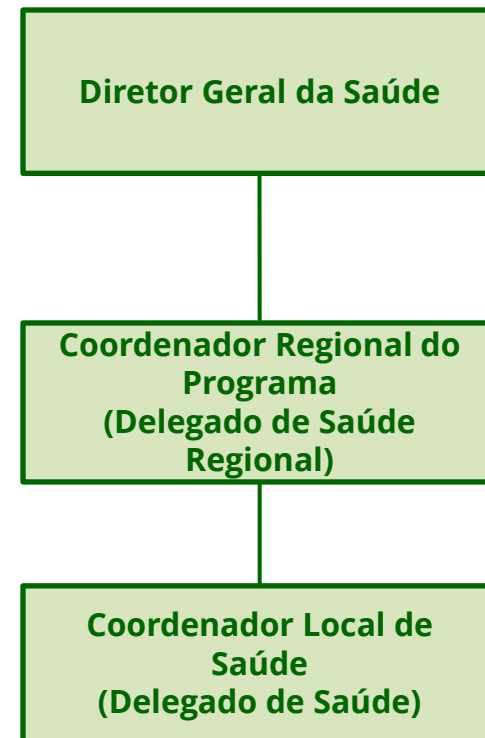 Diretor Geral da Saúde
Coordenador Regional do
Programa
(Delegado de Saúde
Regional)
Coordenador Local de
Saúde
(Delegado de Saúde)